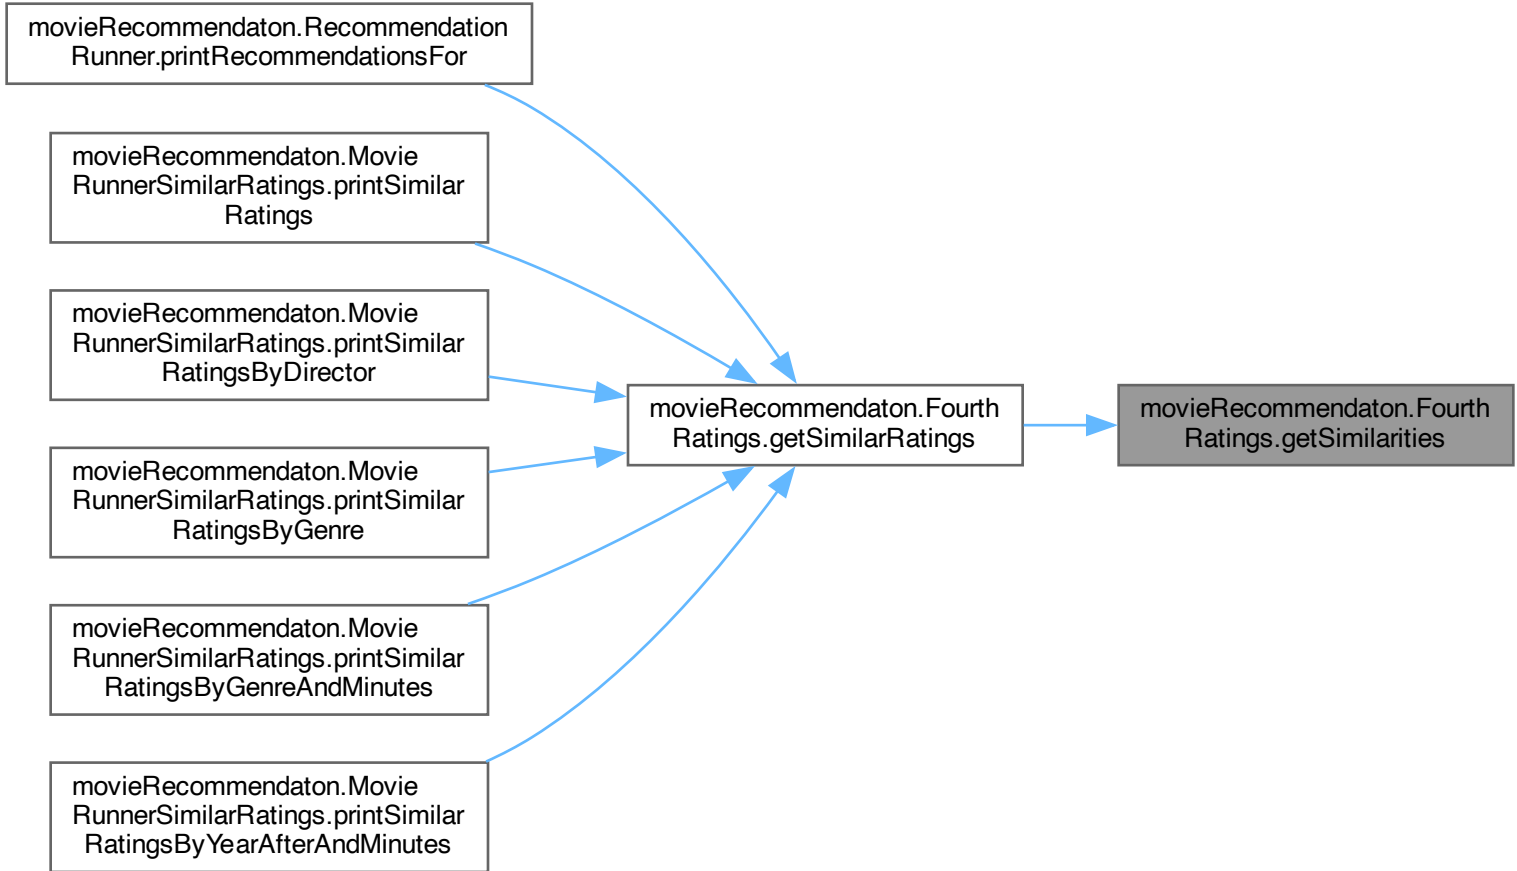 movieRecommendaton.Recommendation
Runner.printRecommendationsFor
movieRecommendaton.Movie
RunnerSimilarRatings.printSimilar
Ratings
movieRecommendaton.Movie
RunnerSimilarRatings.printSimilar
RatingsByDirector
movieRecommendaton.Movie
RunnerSimilarRatings.printSimilar
RatingsByGenre
movieRecommendaton.Movie
RunnerSimilarRatings.printSimilar
RatingsByGenreAndMinutes
movieRecommendaton.Movie
RunnerSimilarRatings.printSimilar
RatingsByYearAfterAndMinutes
movieRecommendaton.Fourth
Ratings.getSimilarRatings
movieRecommendaton.Fourth
Ratings.getSimilarities